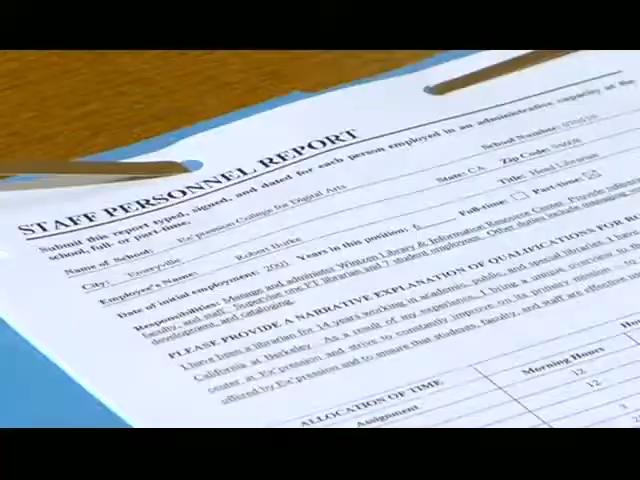 STAFF PERSONNEL REPORT
Submit this report typed, signed, and dated for each person employed in an administrative capacity at the
school, full- or part-time.
Name of School: Ex'pression College for Digital Arts School Number:
City: Emeryville State: CA Zip Code:
Employee's Name: Robert Burke Title: Head Librarian
Date of initial employment: 2001 Years in this position: 6 Full-time: Part-time:
Responsibilities: Manage and administer Wintzen Library & Information Resource Center. Provide
faculty, and staff. Supervise one PT librarian and 7 student employees. Other duties include
development, and cataloging.
PLEASE PROVIDE A NARRATIVE EXPLANATION OF QUALIFICATIONS FOR
I have been a librarian for 14 years working in academic, public, and special libraries. I
California at Berkeley. As a result of my experience, I bring a unique overview to
center at Ex'pression and strive to constantly improve on its primary mission - to
offered by Ex'pression and to ensure that students, faculty, and staff are effective
ALLOCATION OF TIME Morning Hours
Assignment 12
12